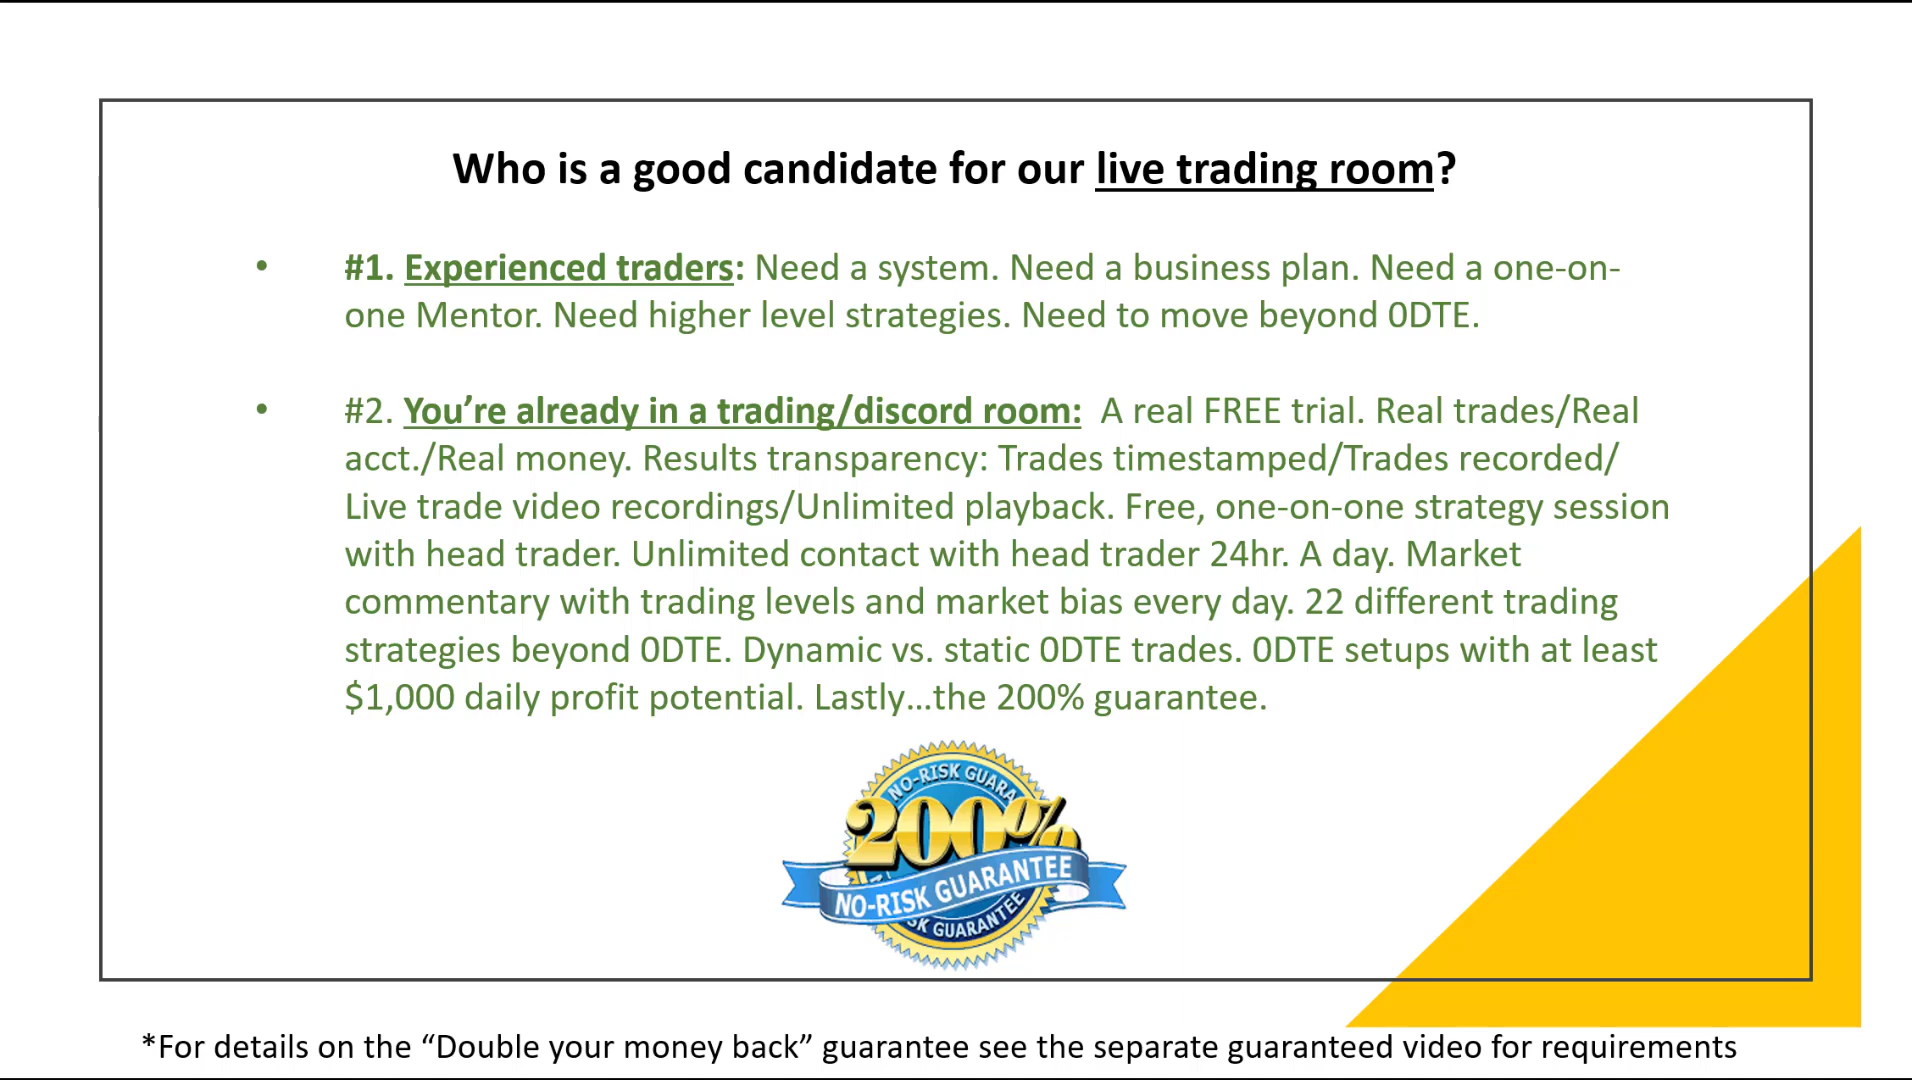 Who is a good candidate for our live trading room?
• #1. Experienced traders: Need a system. Need a business plan. Need a one-on-
one Mentor. Need higher level strategies. Need to move beyond 0DTE.
• #2. You’re already in a trading/discord room:  A real FREE trial. Real trades/Real
acct./Real money. Results transparency: Trades timestamped/Trades recorded/
Live trade video recordings/Unlimited playback. Free, one-on-one strategy session
with head trader. Unlimited contact with head trader 24hr. A day. Market
commentary with trading levels and market bias every day. 22 different trading
strategies beyond 0DTE. Dynamic vs. static 0DTE trades. 0DTE setups with at least
$1,000 daily profit potential. Lastly…the 200% guarantee.
NO-RISK GUARA
200%
NO-RISK GUARANTEE
SK GUARANTEE
*For details on the “Double your money back” guarantee see the separate guaranteed video for requirements